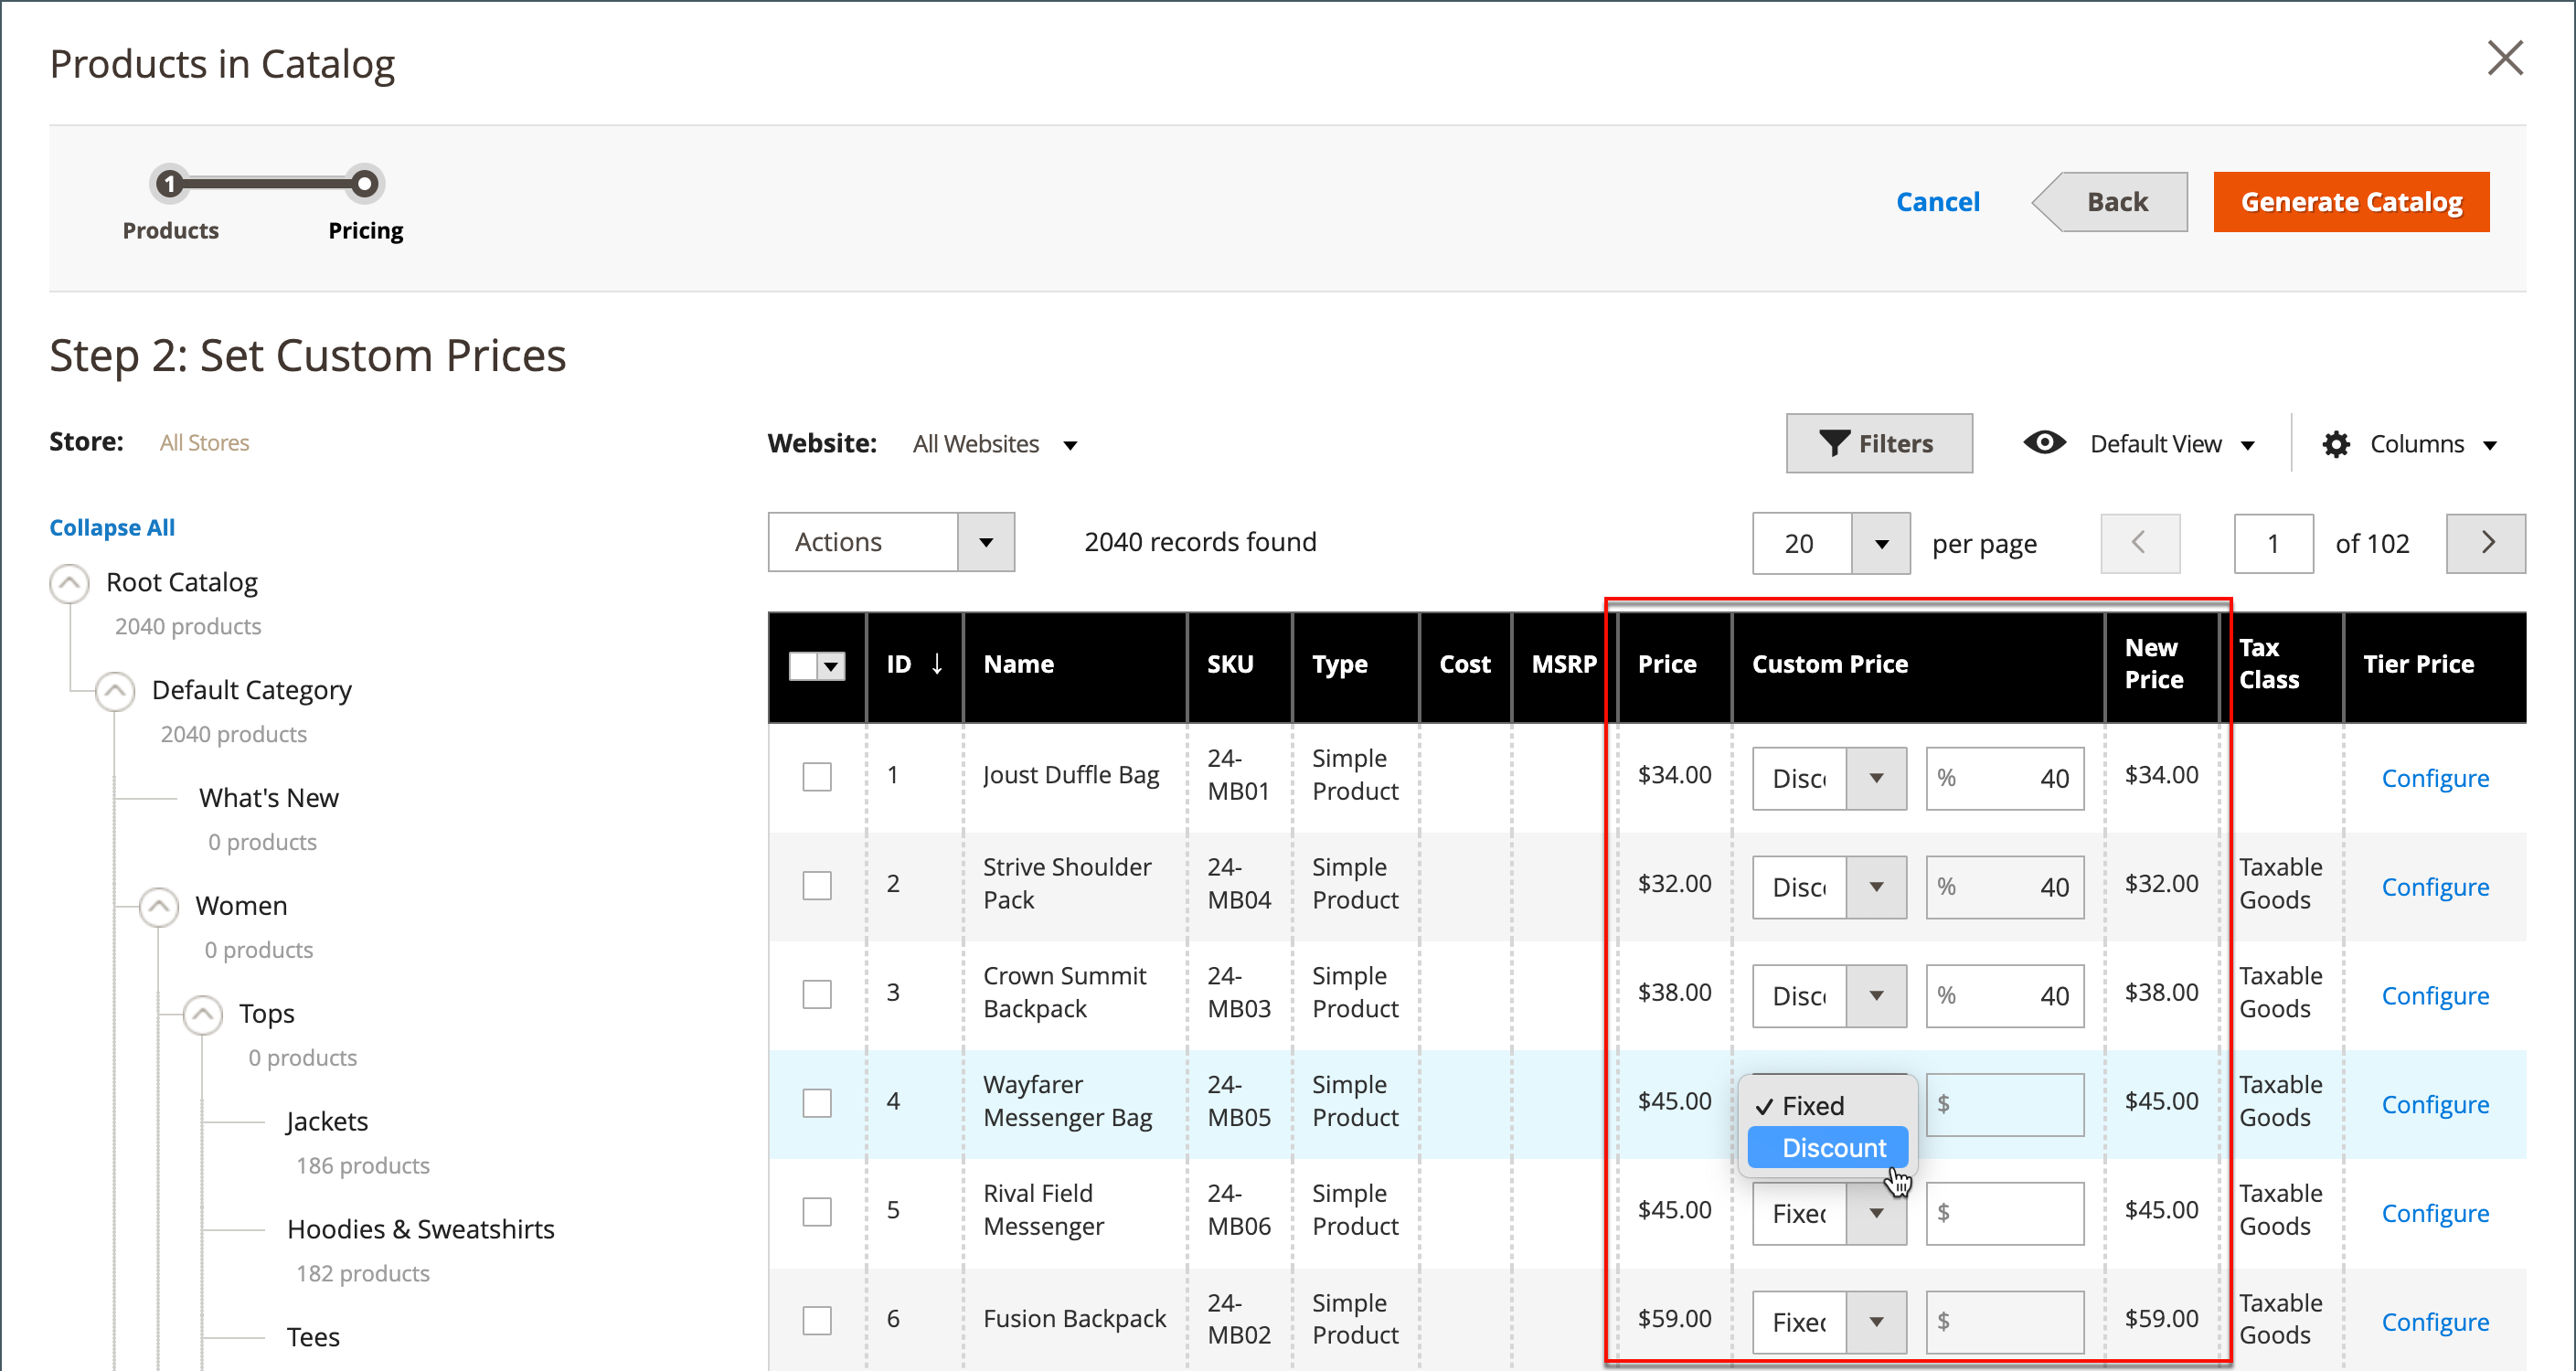 Products in Catalog
1
Products
Pricing
Cancel
Back
Generate Catalog
Step 2: Set Custom Prices
Store: All Stores
Website: All Websites
Filters
Default View
Columns
Collapse All
Actions
2040 records found
20 per page
1 of 102
Root Catalog
2040 products
Default Category
2040 products
What's New
0 products
Women
0 products
Tops
0 products
Jackets
186 products
Hoodies & Sweatshirts
182 products
Tees
ID ↓ Name SKU Type Cost MSRP Price Custom Price New Price Tax Class Tier Price
1 Joust Duffle Bag 24-MB01 Simple Product $34.00 Disc % 40 $34.00 Configure
2 Strive Shoulder Pack 24-MB04 Simple Product $32.00 Disc % 40 $32.00 Taxable Goods Configure
3 Crown Summit Backpack 24-MB03 Simple Product $38.00 Disc % 40 $38.00 Taxable Goods Configure
4 Wayfarer Messenger Bag 24-MB05 Simple Product $45.00 ✓ Fixed $ $45.00 Taxable Goods Configure
Discount
5 Rival Field Messenger 24-MB06 Simple Product $45.00 Fixe $ $45.00 Taxable Goods Configure
6 Fusion Backpack 24-MB02 Simple Product $59.00 Fixe $ $59.00 Taxable Goods Configure